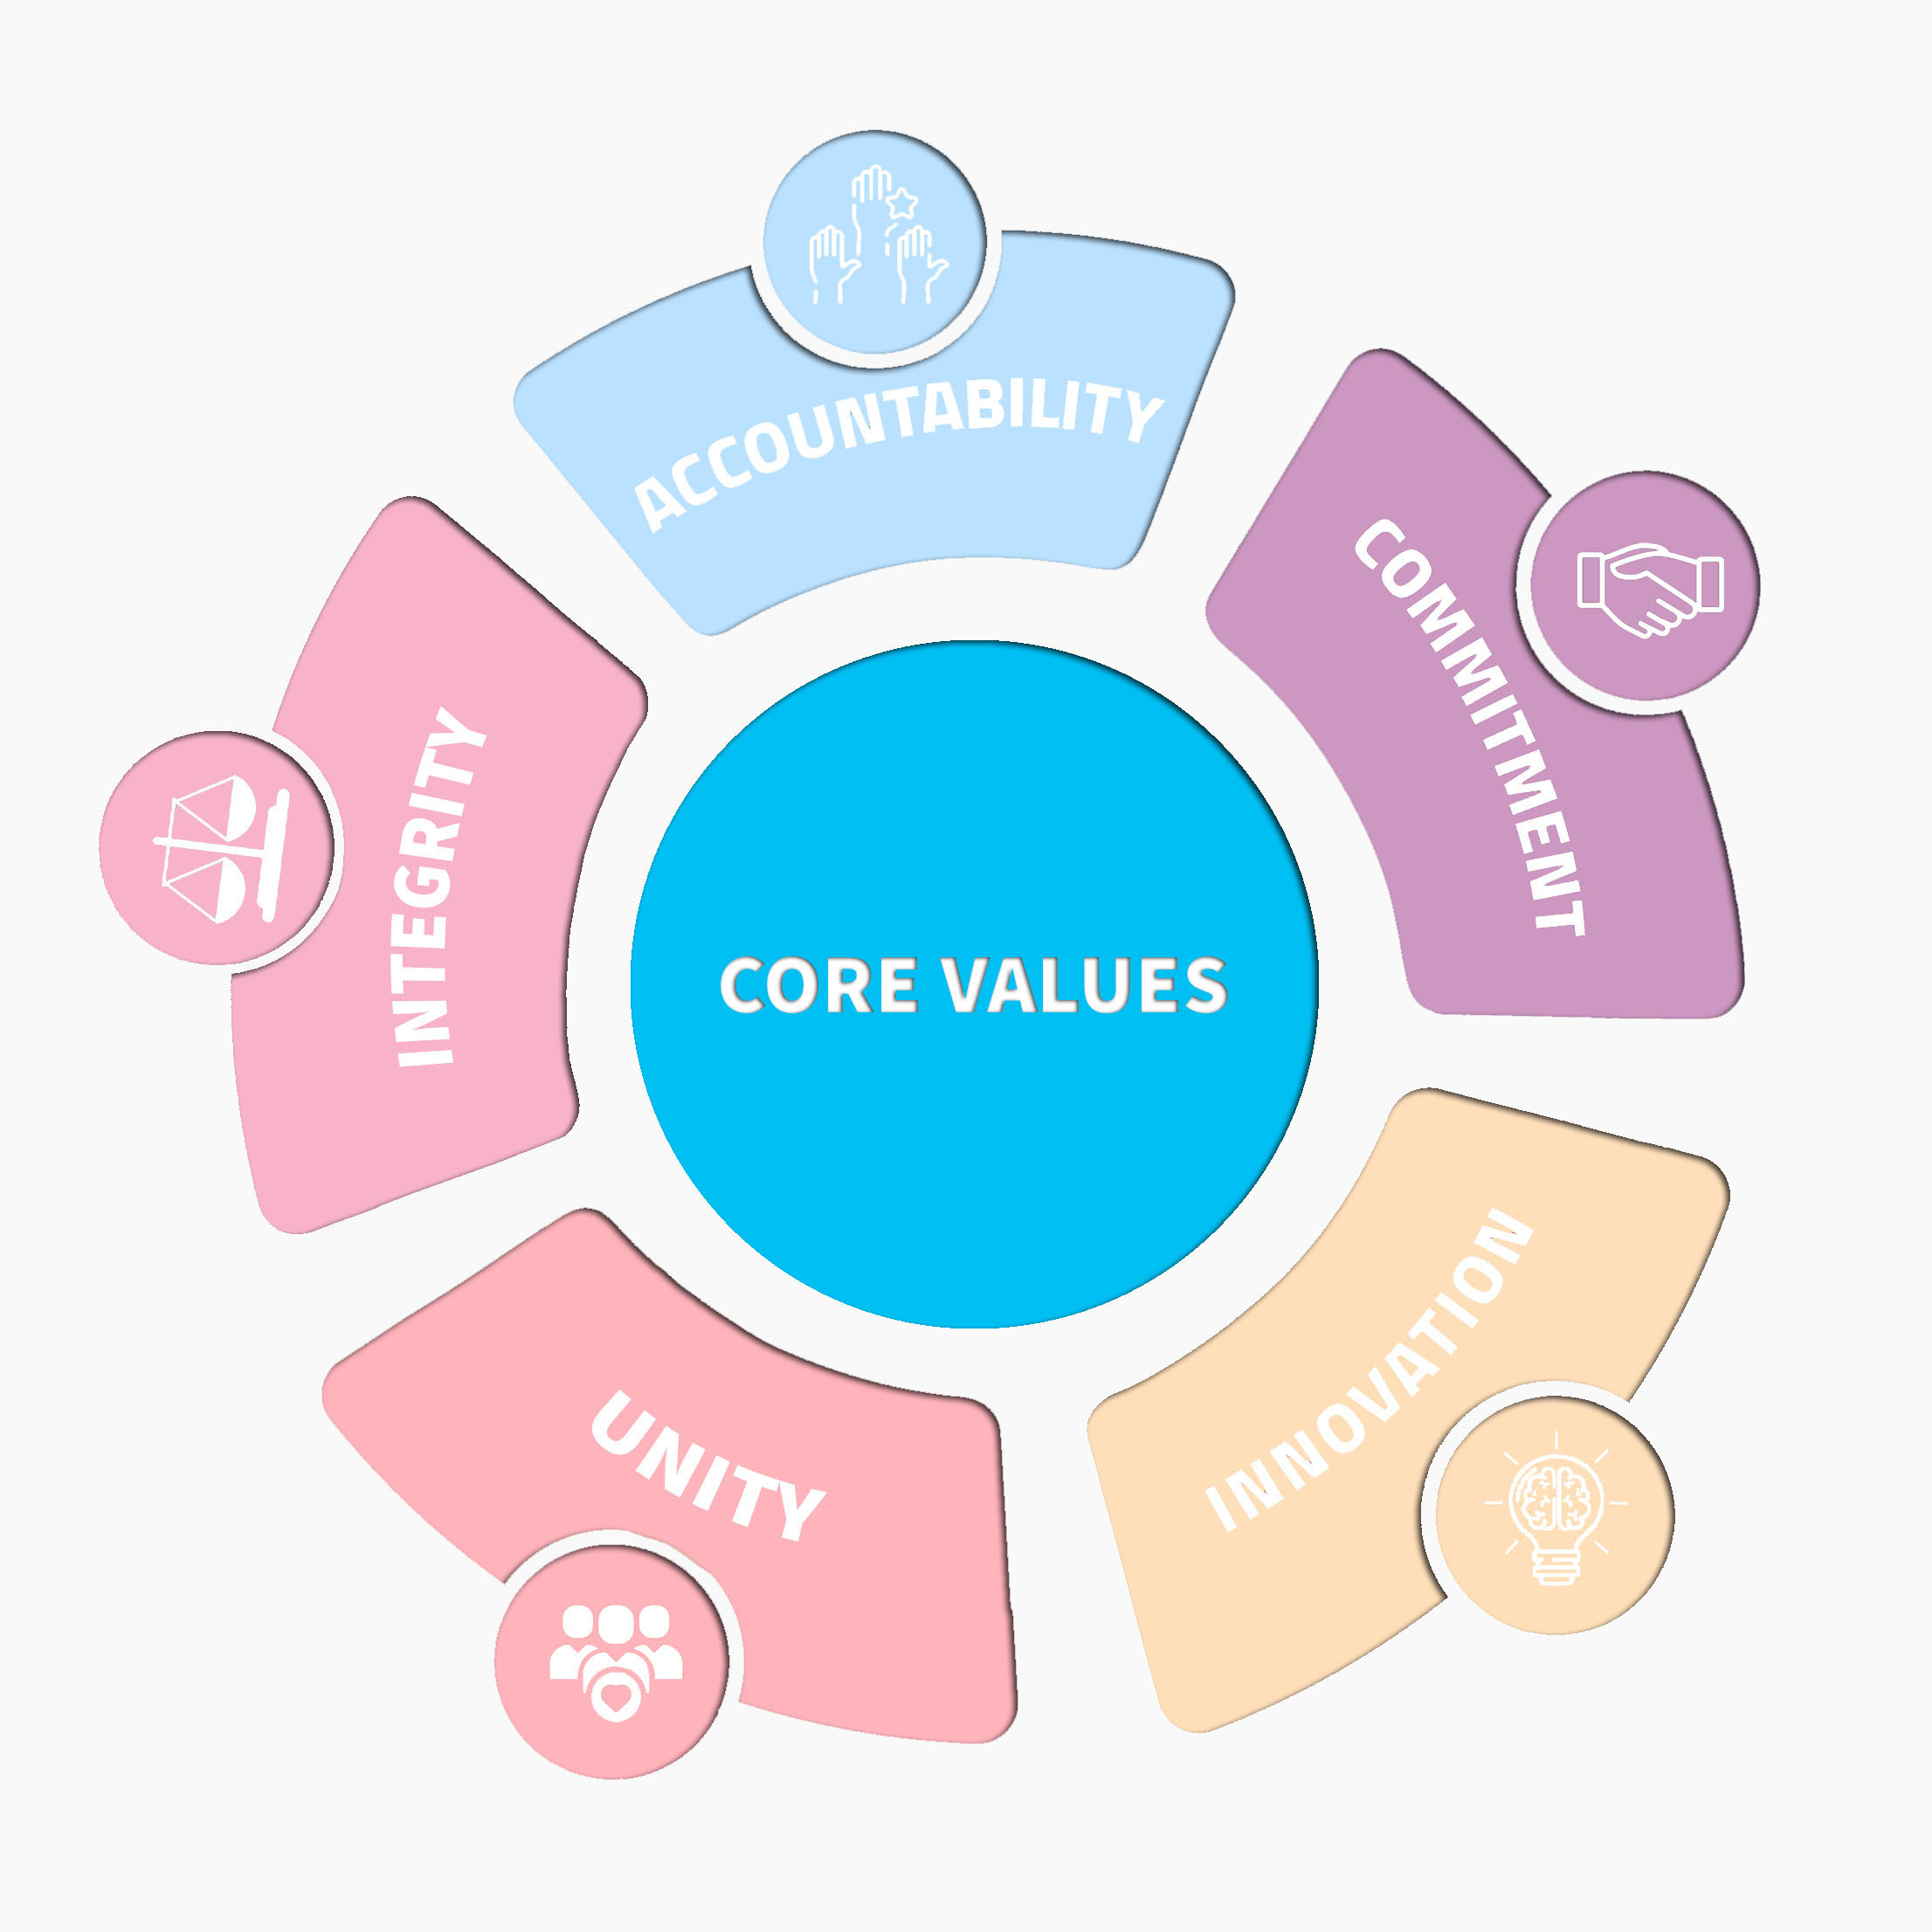 ACCOUNTABILITY
COMMITMENT
INTEGRITY
CORE VALUES
INNOVATION
UNITY